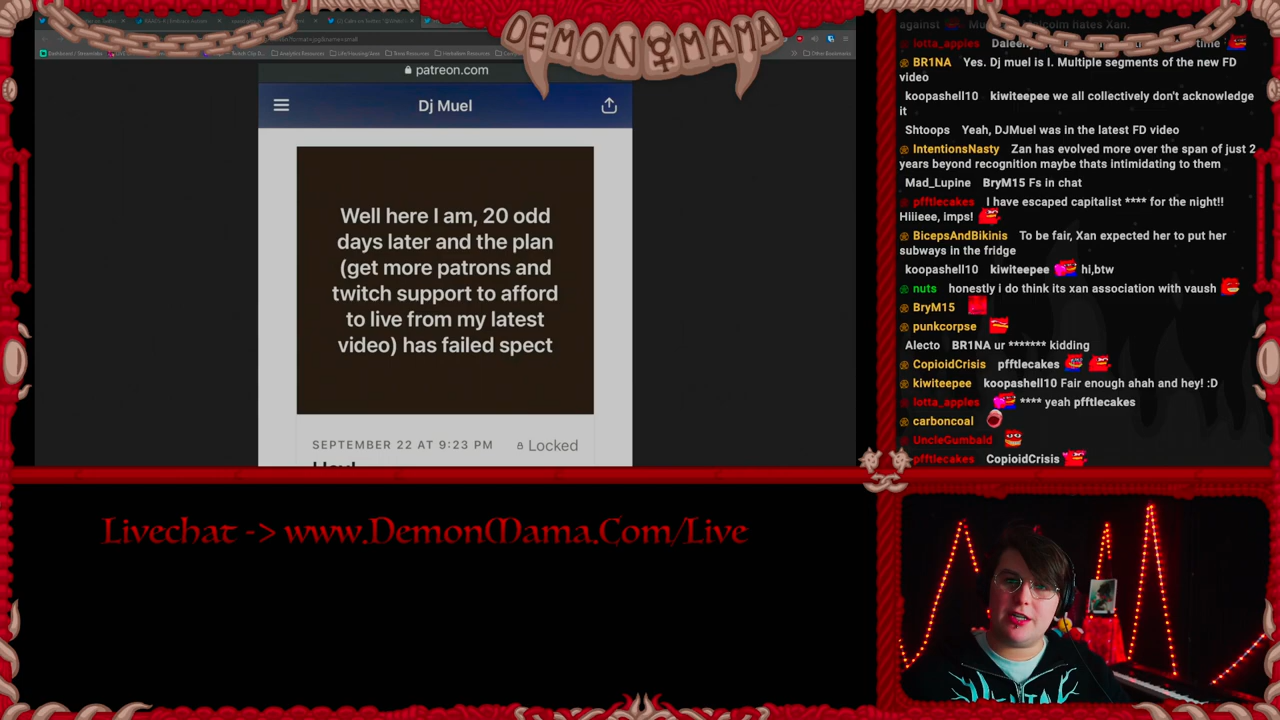 DEMON MAMA
patreon.com
Dj Muel
Well here I am, 20 odd
days later and the plan
(get more patrons and
twitch support to afford
to live from my latest
video) has failed spect
SEPTEMBER 22 AT 9:23 PM Locked
lotta_apples
BR1NA Yes. Dj muel is I. Multiple segments of the new FD
video
koopashell10 kiwiteepee we all collectively don't acknowledge
it
Shtoops Yeah, DJMuel was in the latest FD video
IntentionsNasty Zan has evolved more over the span of just 2
years beyond recognition maybe thats intimidating to them
Mad_Lupine BryM15 Fs in chat
pfftlecakes I have escaped capitalist **** for the night!!
Hiiieee, imps!
BicepsAndBikinis To be fair, Xan expected her to put her
subways in the fridge
koopashell10 kiwiteepee hi,btw
nuts honestly i do think its xan association with vaush
BryM15
punkcorpse
Alecto BR1NA ur ******* kidding
CopioidCrisis pfftlecakes
kiwiteepee koopashell10 Fair enough ahah and hey! :D
lotta_apples **** yeah pfftlecakes
carboncoal
UncleGumbald
pfftlecakes CopioidCrisis
Livechat -> www.DemonMama.Com/Live